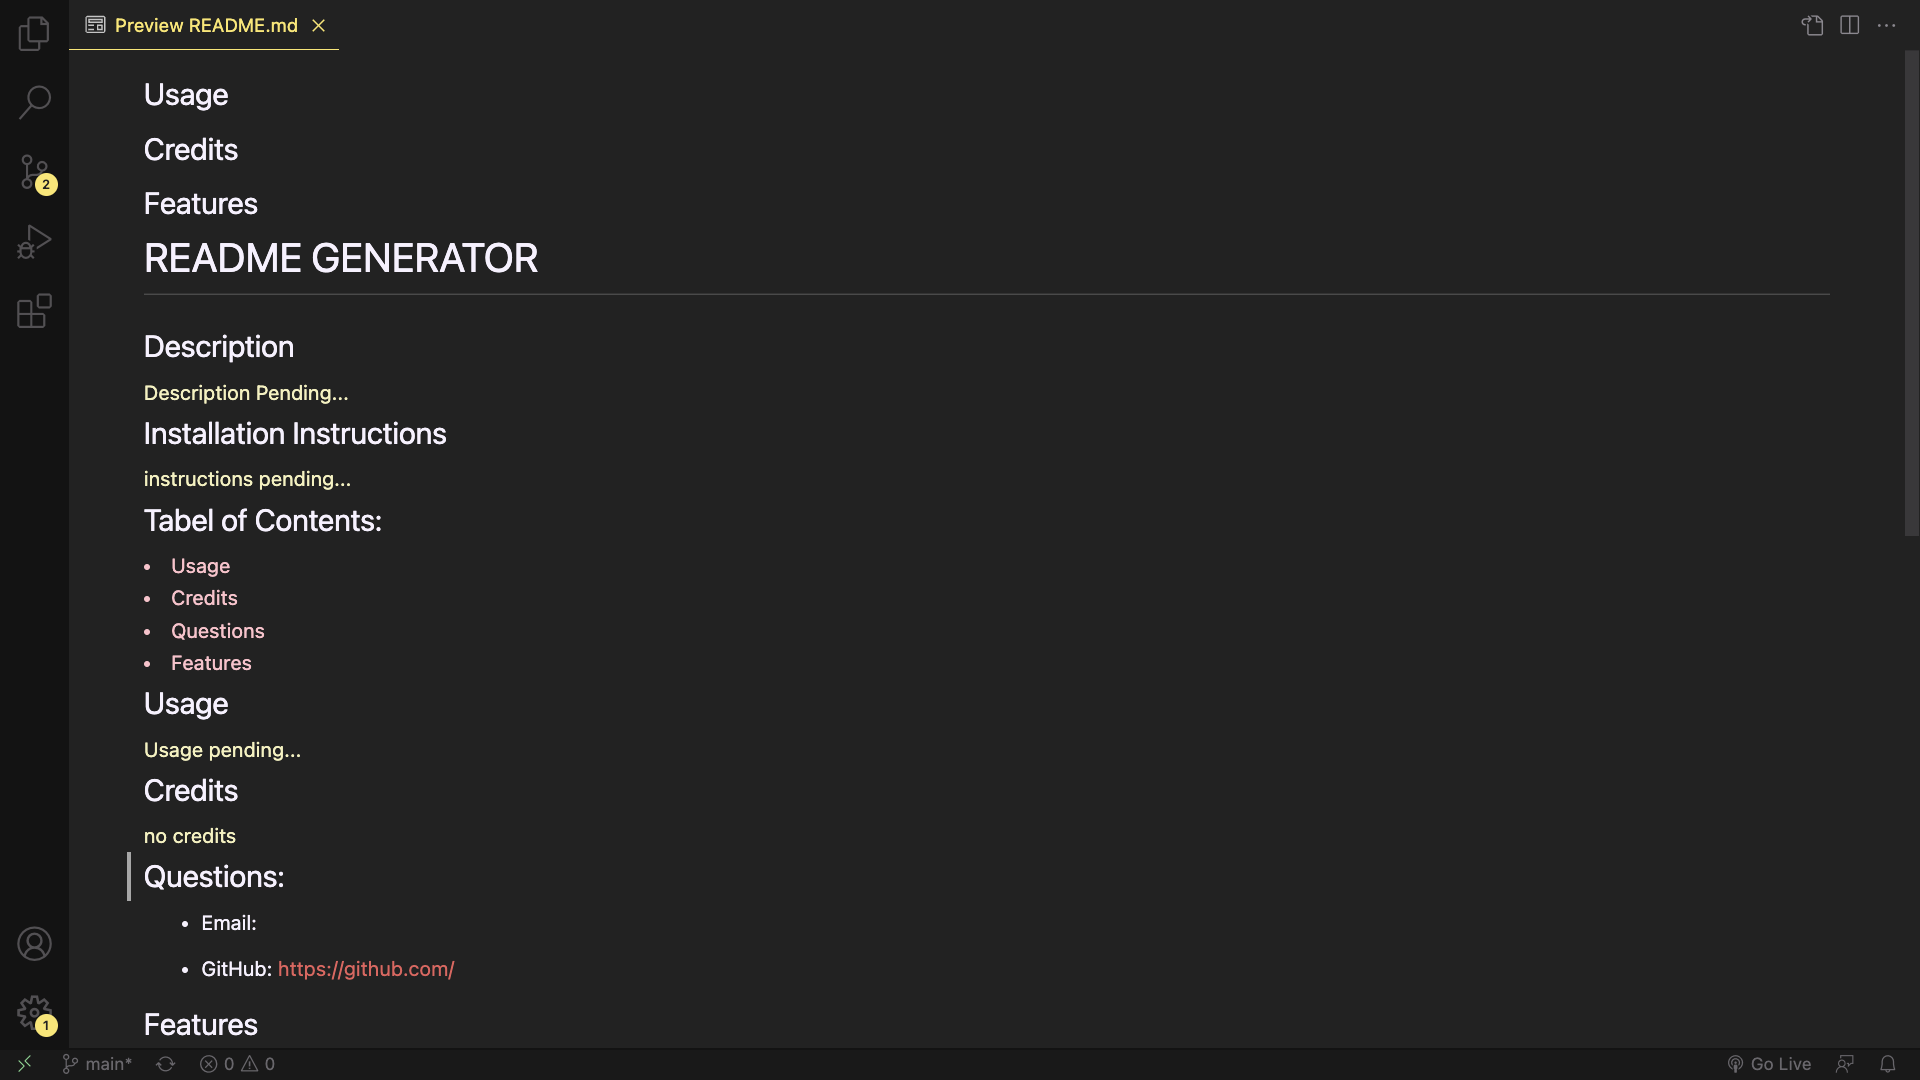 Preview README.md
Usage
Credits
Features
README GENERATOR
Description
Description Pending...
Installation Instructions
instructions pending...
Tabel of Contents:
• Usage
• Credits
• Questions
• Features
Usage
Usage pending...
Credits
no credits
Questions:
• Email:
• GitHub: https://github.com/
Features
2
1
main* 0 0 Go Live